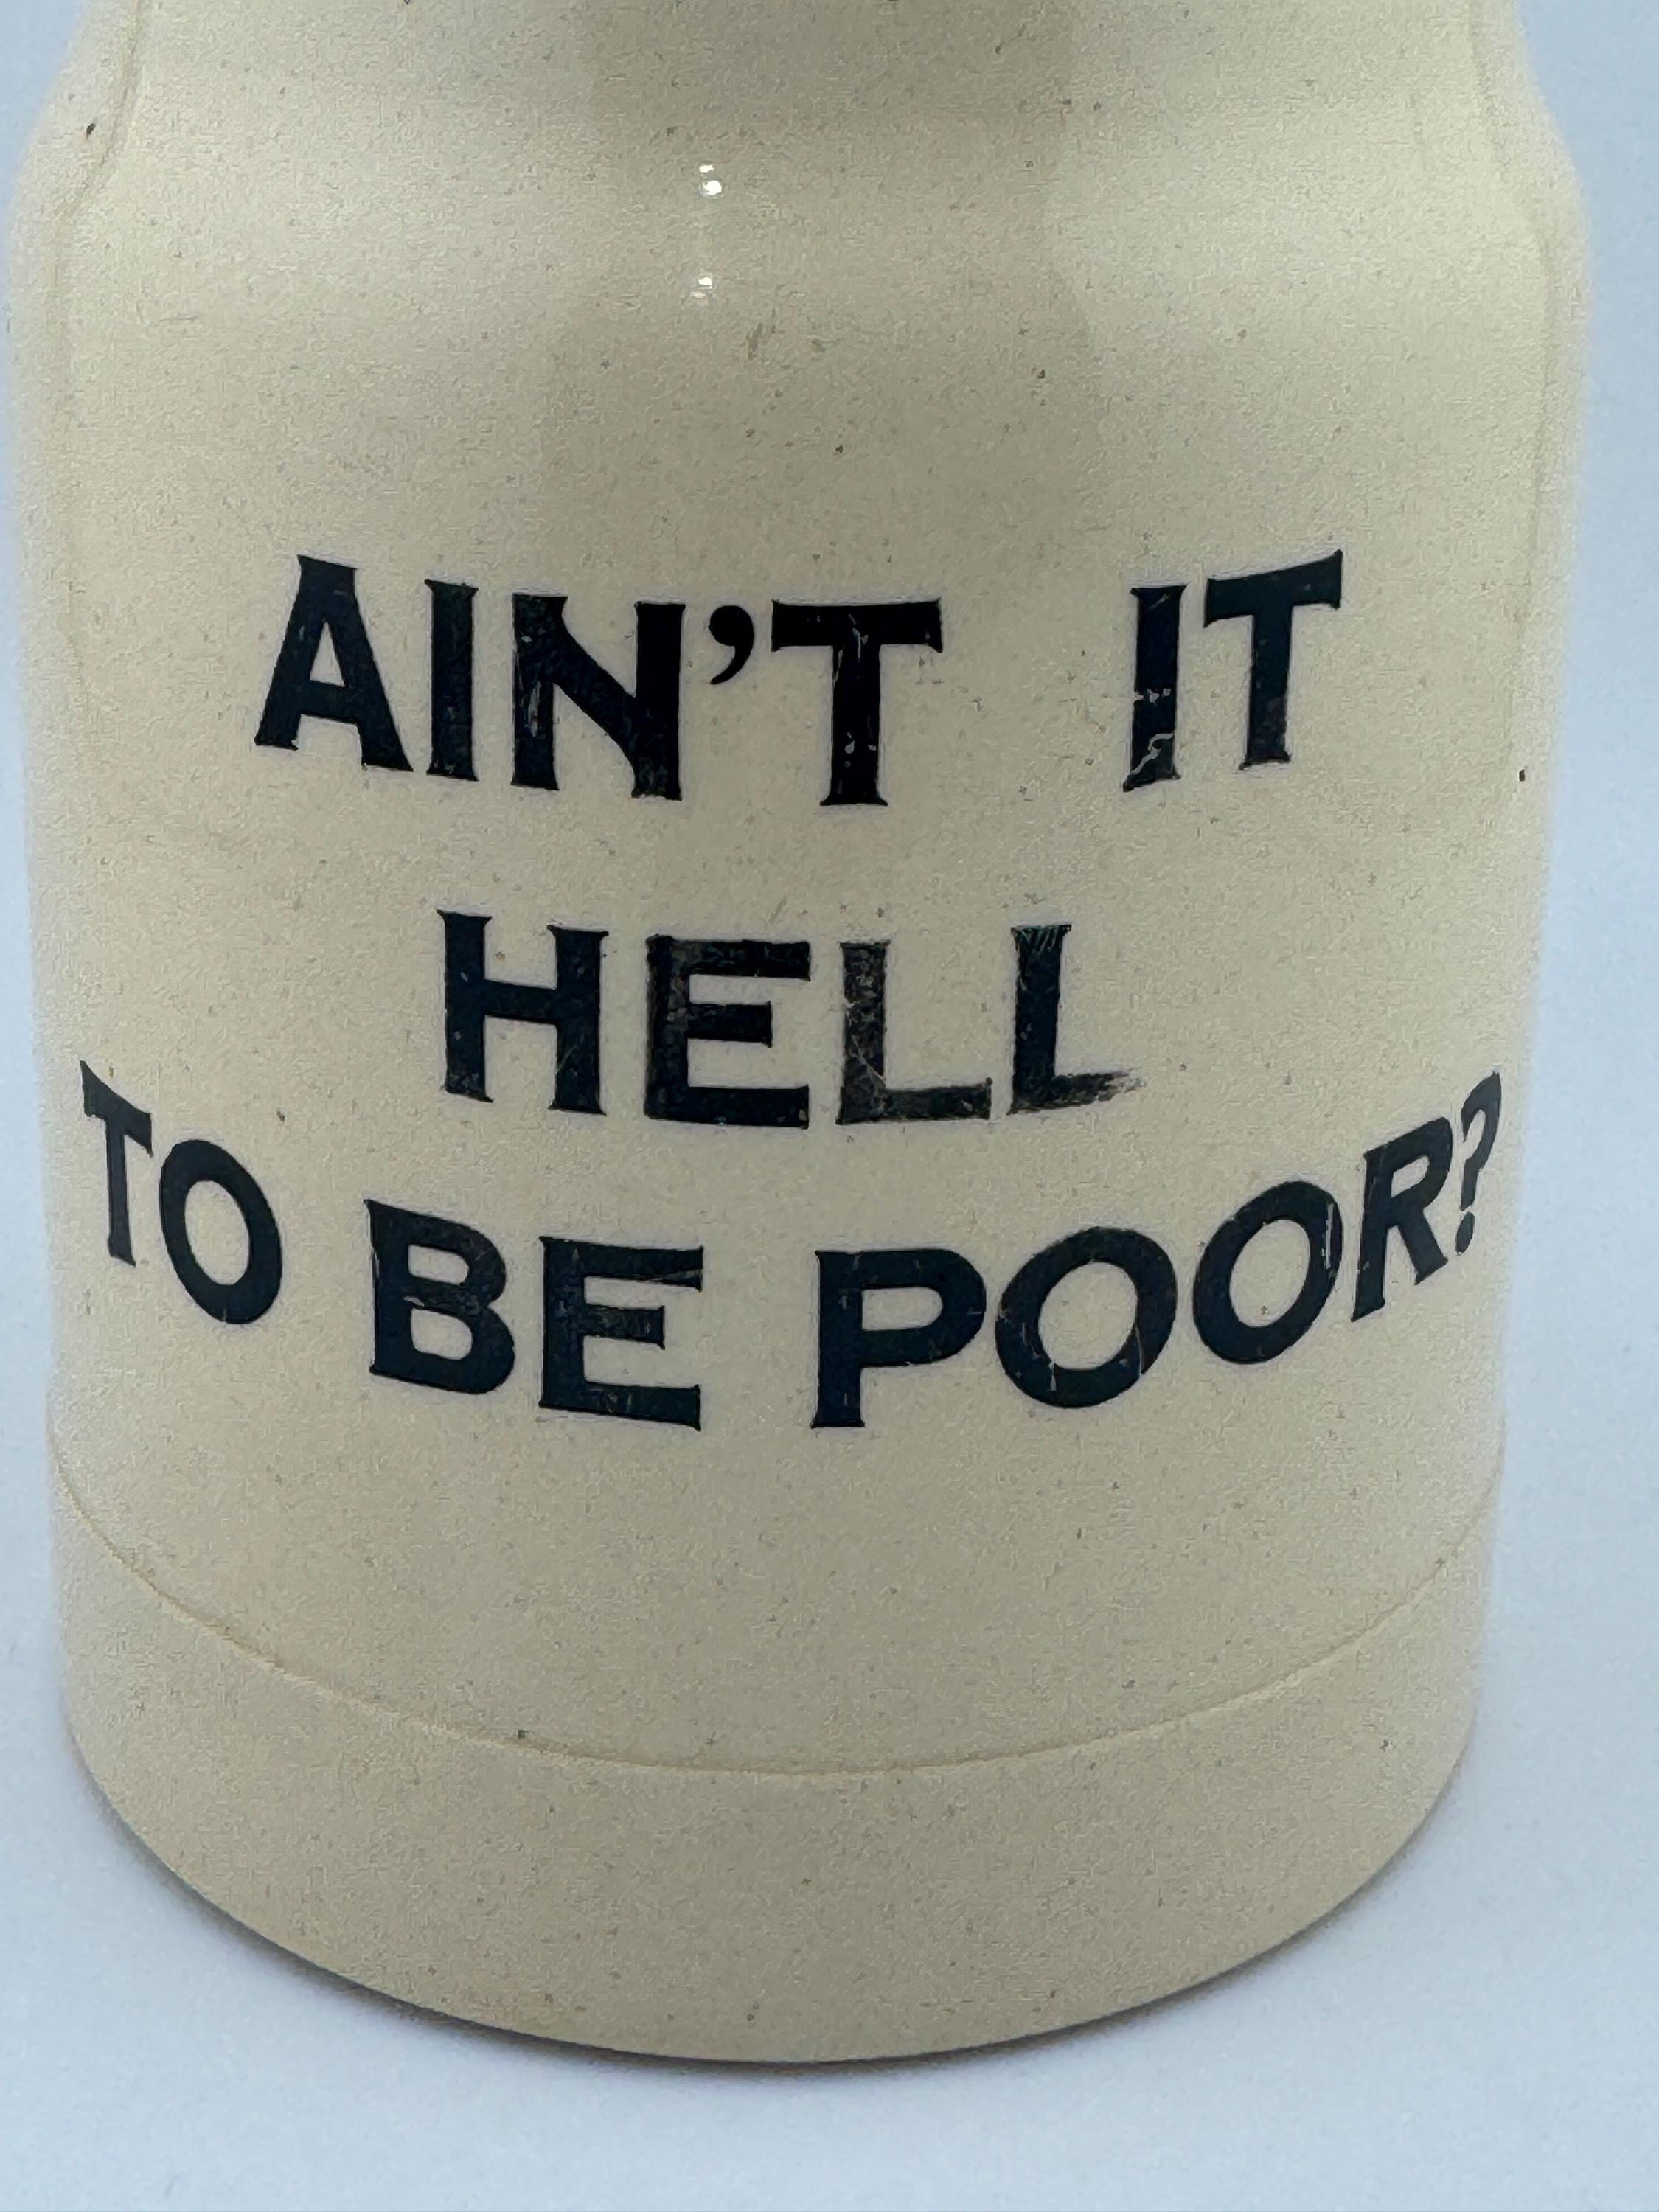 AIN'T IT
HELL
TO BE POOR?